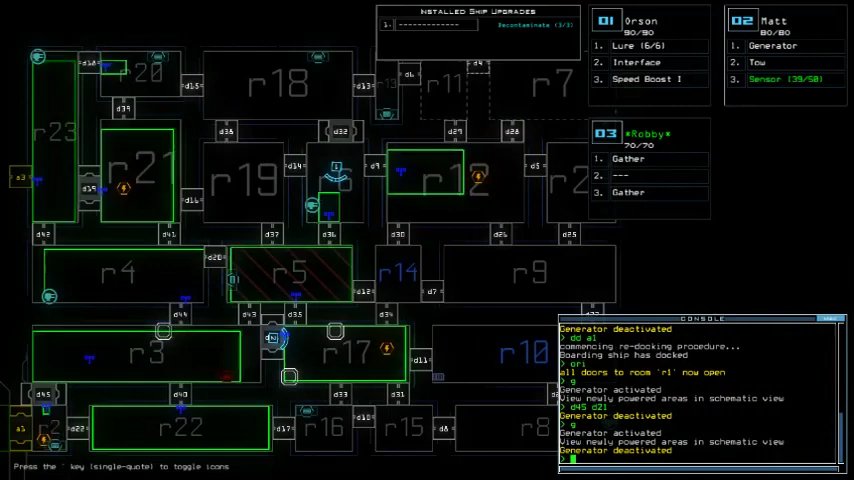 INSTALLED SHIP UPGRADES
1. -------------- Decontaminate (3/3)
01 Orson
90/90
1. Lure (6/6)
2. Interface
3. Speed Boost I
02 Matt
80/80
1. Generator
2. Tow
3. Sensor (39/50)
03 *Robby*
70/70
1. Gather
2. ---
3. Gather
d18 r20 d15 r18 r13 d6 r11 d4 r7
d39
r23 d38 d32 d29 d28
a3 d19 r21 d16 r19 d14 r6 d9 r12 d5
d42 d41 d37 d36 d30 d26 d25
r4 d20 r5 d12 r14 d7 r9
d44 d43 d35 d34
r3 r17 d11 r10
d45 d40 d33 d31
a1 d22 r22 d17 r16 d10 r15 d8 r8
Press the ' key (single-quote) to toggle icons
CONSOLE
Generator deactivated
> dd a1
commencing re-docking procedure...
Boarding ship has docked
> ori
all doors to room 'r1' now open
> g
Generator activated
View newly powered areas in schematic view
> d45 d21
Generator deactivated
> g
Generator activated
View newly powered areas in schematic view
Generator deactivated
>